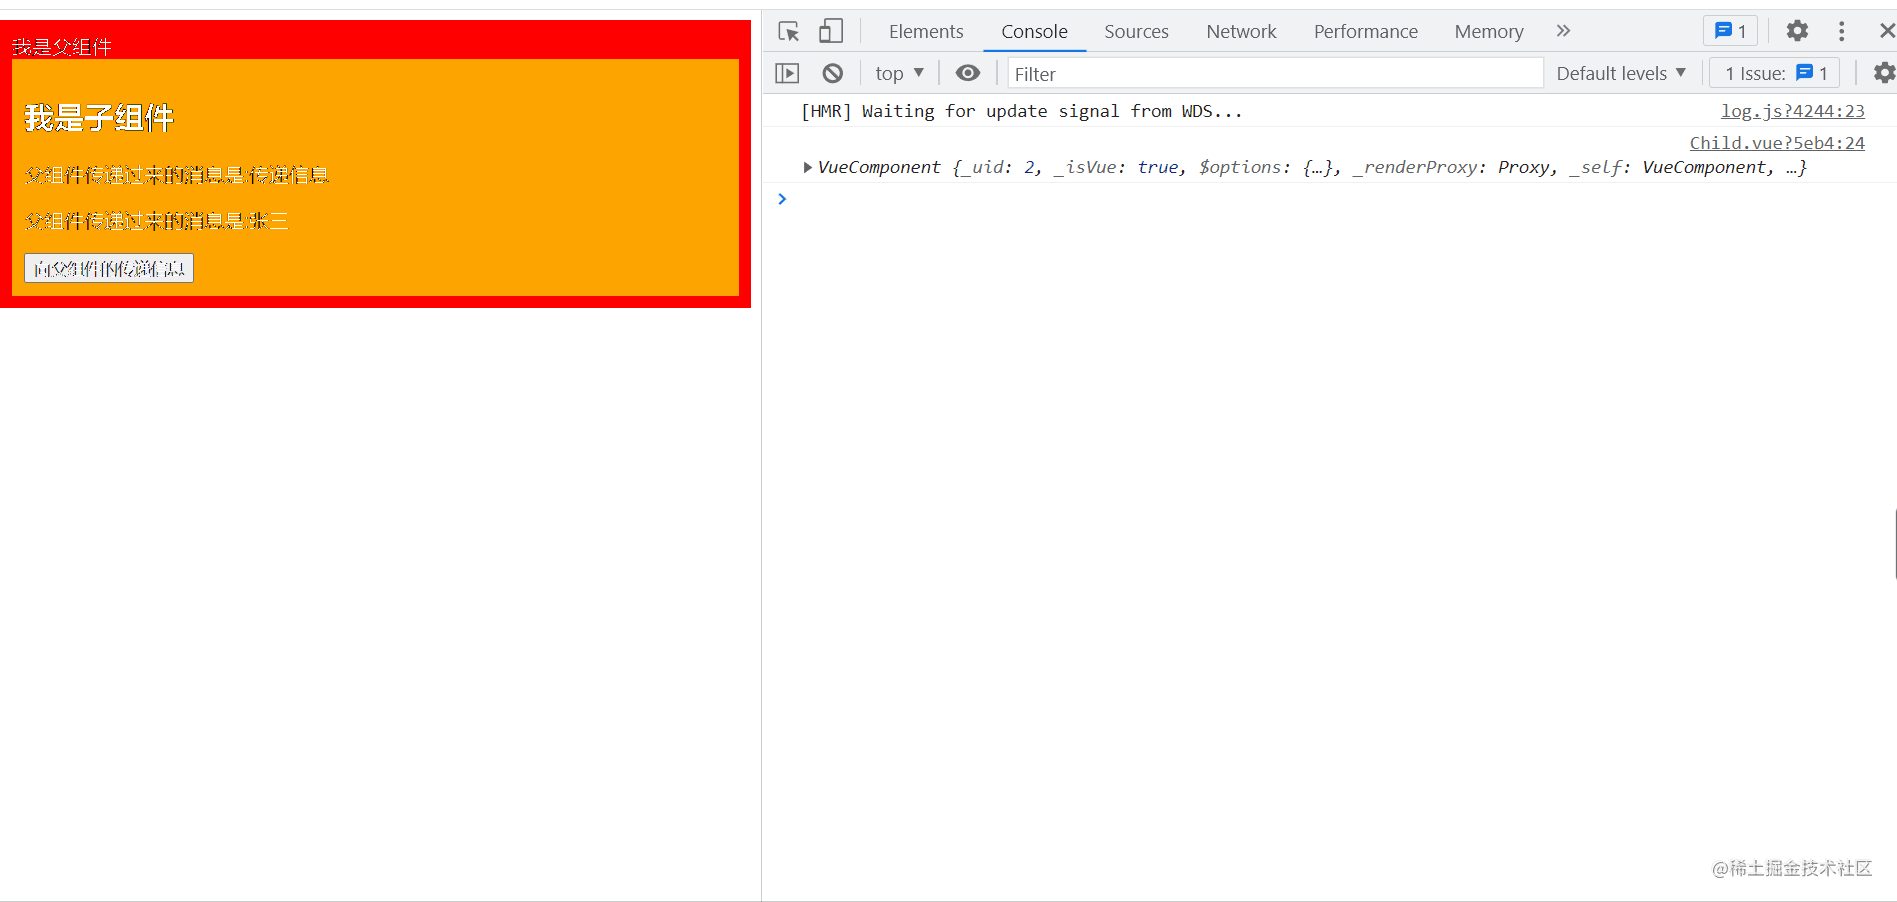 我是父组件
我是子组件
父组件传递过来的消息是:传递信息
父组件传递过来的消息是:张三
向父组件的传递信息
Elements Console Sources Network Performance Memory » 1
top ▼ Filter Default levels ▼ 1 Issue: 1
[HMR] Waiting for update signal from WDS... log.js?4244:23
Child.vue?5eb4:24
VueComponent {_uid: 2, _isVue: true, $options: {…}, _renderProxy: Proxy, _self: VueComponent, …}
@稀土掘金技术社区